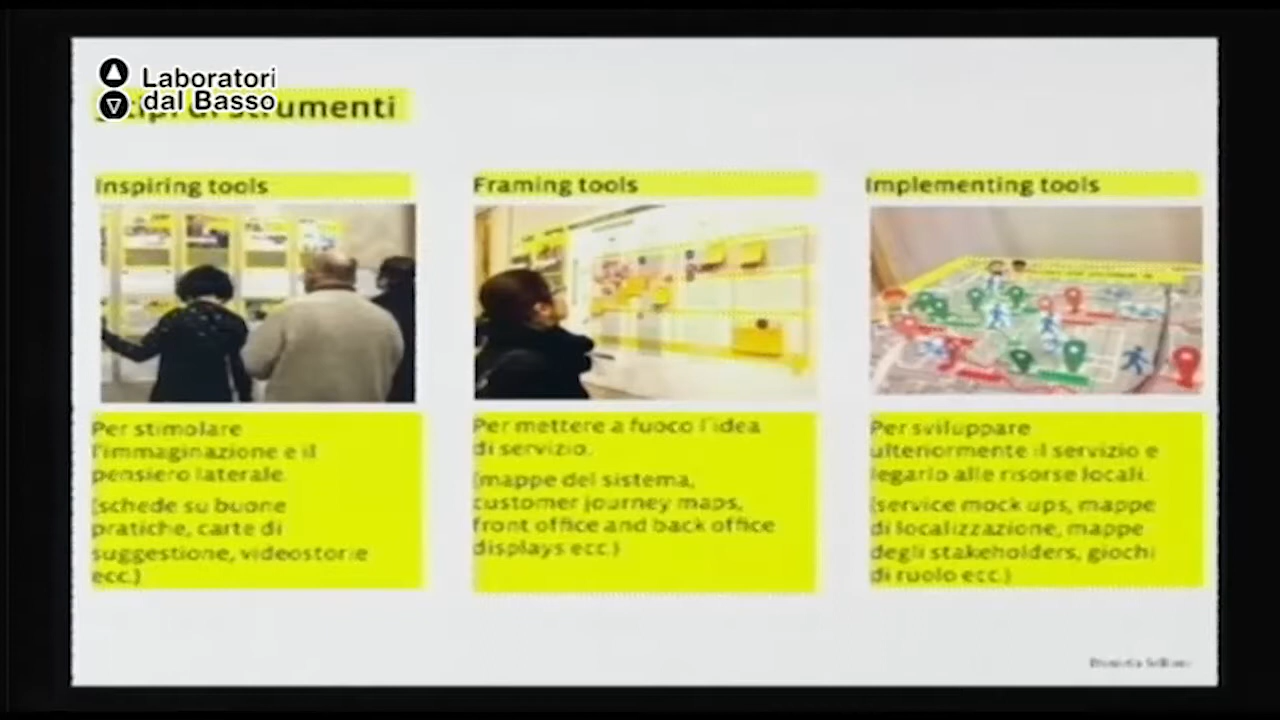 Laboratori
dal Basso
strumenti
Inspiring tools
Framing tools
Implementing tools
Per stimolare
l'immaginazione e il
pensiero laterale.
(schede su buone
pratiche, carte di
suggestione, videostorie
ecc.)
Per mettere a fuoco l'idea
di servizio.
(mappe del sistema,
customer journey maps,
front office and back office
displays ecc.)
Per sviluppare
ulteriormente il servizio e
legarlo alle risorse locali.
(service mock ups, mappe
di localizzazione, mappe
degli stakeholders, giochi
di ruolo ecc.)